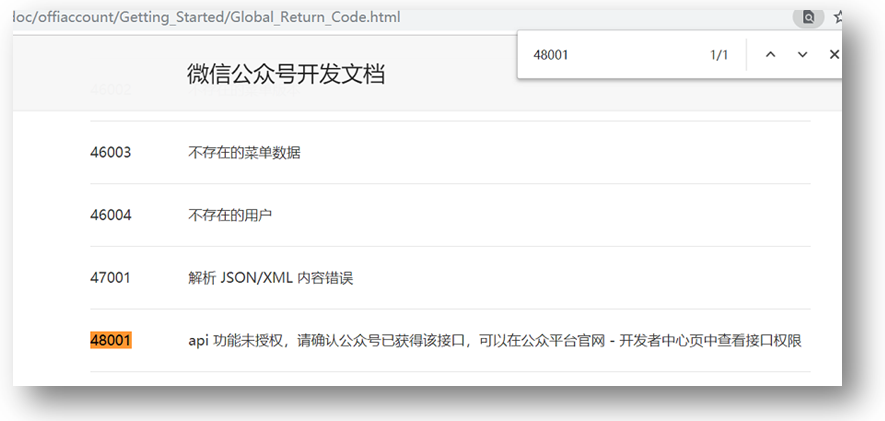 doc/offiaccount/Getting_Started/Global_Return_Code.html
48001 1/1
微信公众号开发文档
46003 不存在的菜单数据
46004 不存在的用户
47001 解析 JSON/XML 内容错误
48001 api 功能未授权，请确认公众号已获得该接口，可以在公众平台官网 - 开发者中心页中查看接口权限